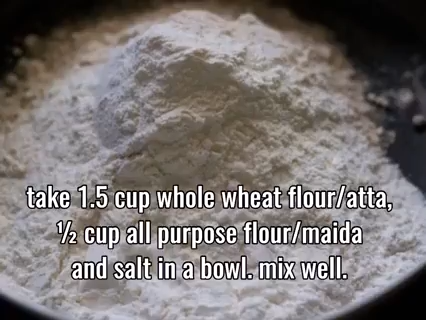 take 1.5 cup whole wheat flour/atta,
½ cup all purpose flour/maida
and salt in a bowl. mix well.